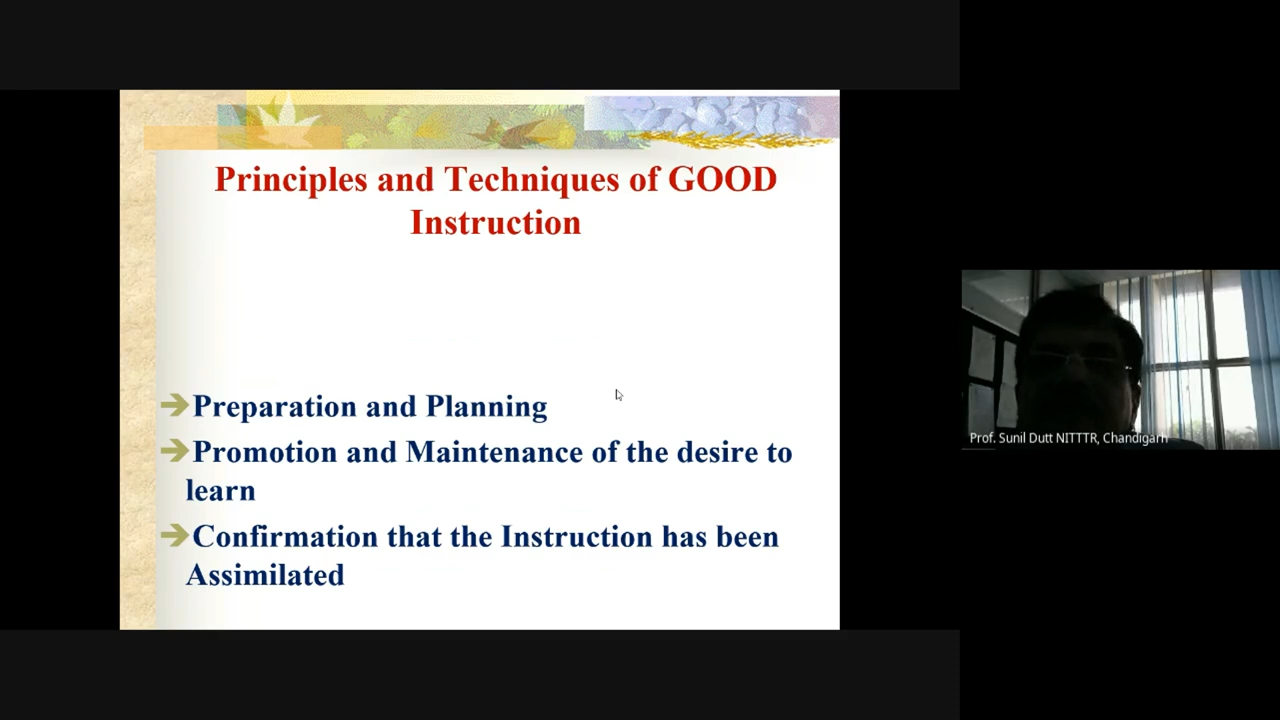 Principles and Techniques of GOOD
Instruction
Preparation and Planning
Promotion and Maintenance of the desire to
learn
Confirmation that the Instruction has been
Assimilated
Prof. Sunil Dutt NITTTR, Chandigarh